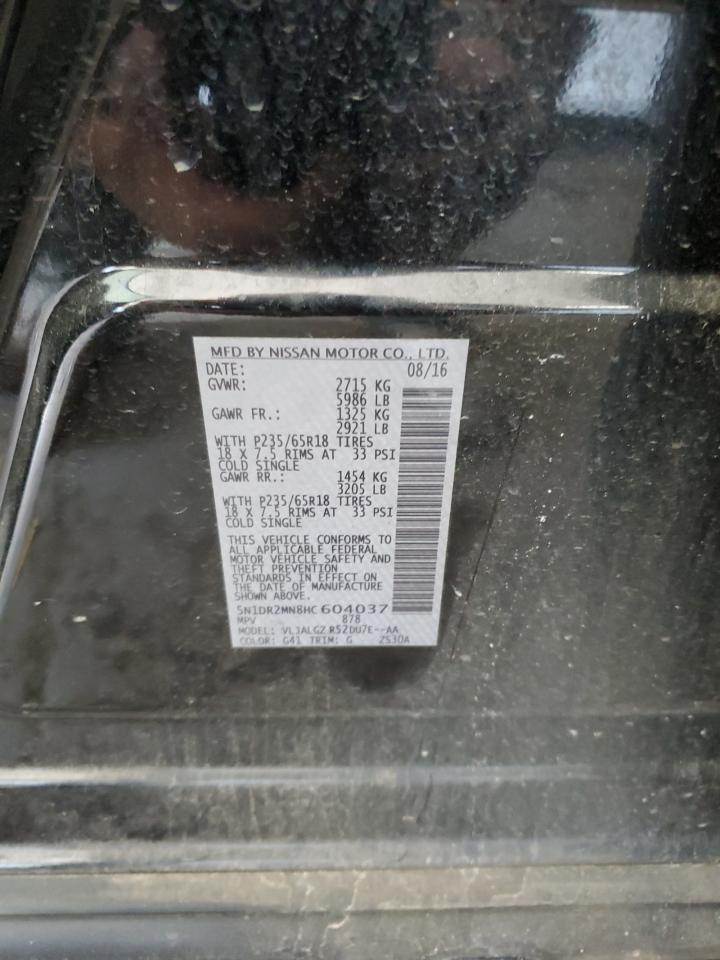 MFD BY NISSAN MOTOR CO., LTD.
DATE: 08/16
GVWR: 2715 KG
5986 LB
GAWR FR.: 1325 KG
2921 LB
WITH P235/65R18 TIRES
18 X 7.5 RIMS AT 33 PSI
COLD SINGLE
GAWR RR.: 1454 KG
3205 LB
WITH P235/65R18 TIRES
18 X 7.5 RIMS AT 33 PSI
COLD SINGLE
THIS VEHICLE CONFORMS TO
ALL APPLICABLE FEDERAL
MOTOR VEHICLE SAFETY AND
THEFT PREVENTION
STANDARDS IN EFFECT ON
THE DATE OF MANUFACTURE
SHOWN ABOVE.
5N1DR2MN8HC604037
MPV 878
MODEL: VLJALGZ R52DU7E--AA
COLOR: G41 TRIM: G ZS30A